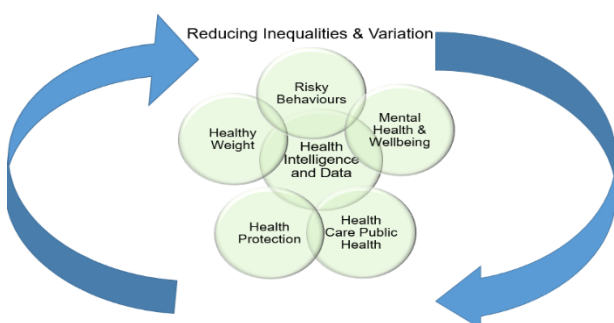 Reducing Inequalities & Variation
Risky
Behaviours
Healthy
Weight
Mental
Health &
Wellbeing
Health
Intelligence
and Data
Health
Protection
Health
Care Public
Health